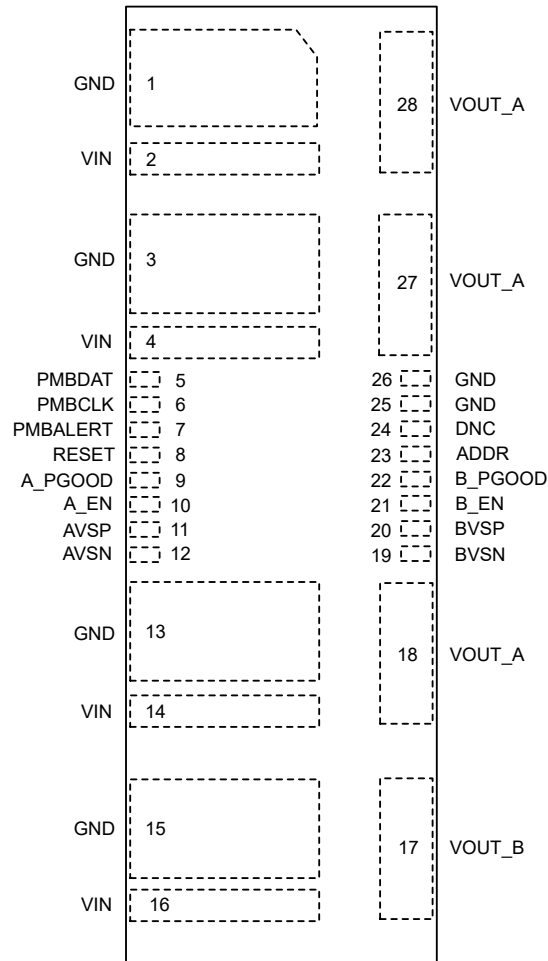 GND 1 28 VOUT_A
VIN 2
GND 3 27 VOUT_A
VIN 4
PMBDAT 5 26 GND
PMBCLK 6 25 GND
PMBALERT 7 24 DNC
RESET 8 23 ADDR
A_PGOOD 9 22 B_PGOOD
A_EN 10 21 B_EN
AVSP 11 20 BVSP
AVSN 12 19 BVSN
GND 13 18 VOUT_A
VIN 14
GND 15 17 VOUT_B
VIN 16